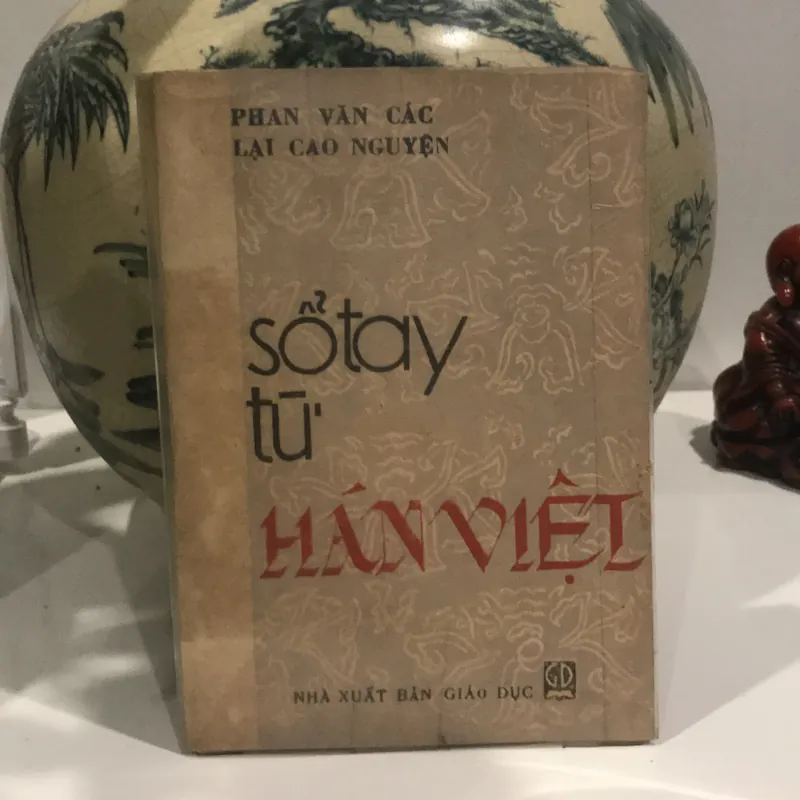 PHAN VĂN CÁC
LẠI CAO NGUYỆN
sổ tay
từ
HÁN VIỆT
NHÀ XUẤT BẢN GIÁO DỤC GD